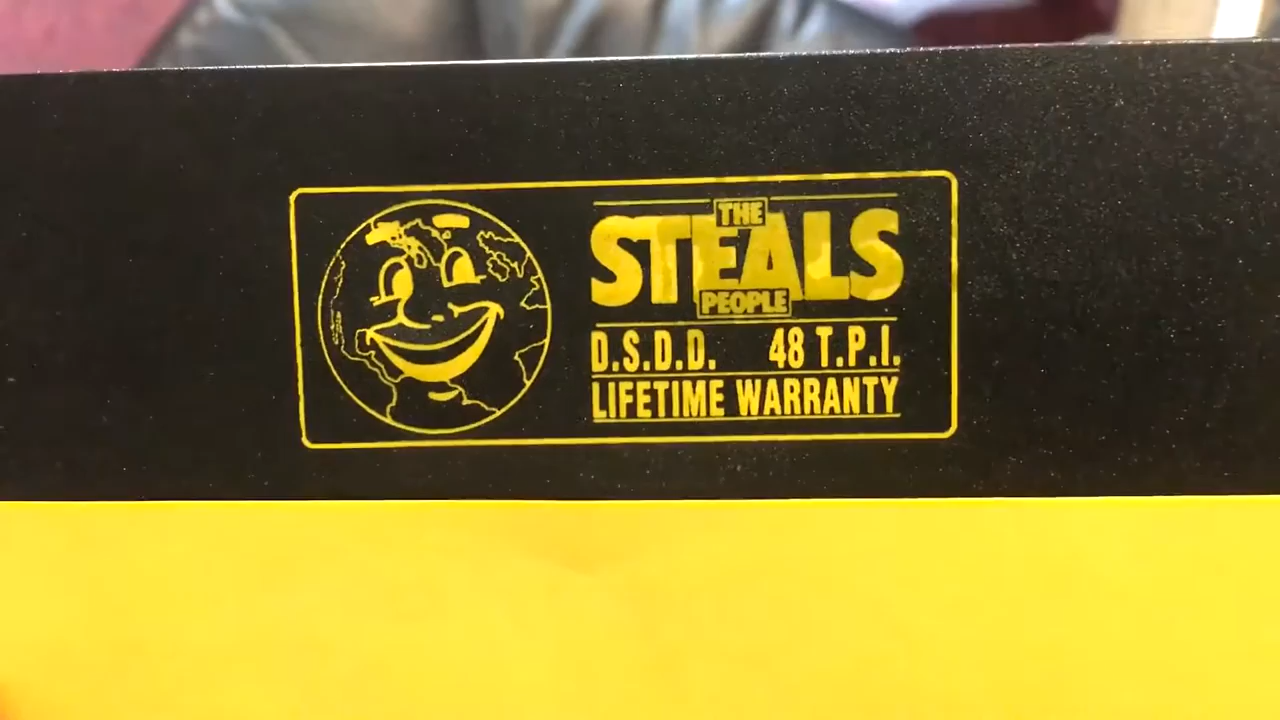 THE
STEALS
PEOPLE
D.S.D.D. 48 T.P.I.
LIFETIME WARRANTY